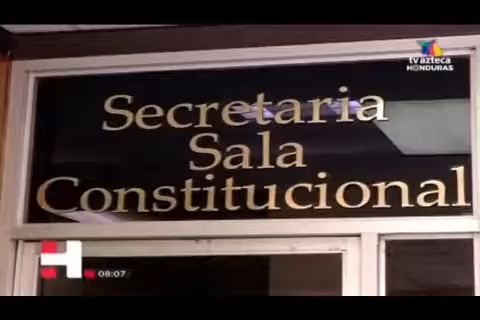 tv azteca
HONDURAS
Secretaria
Sala
Constitucional
H
08:07